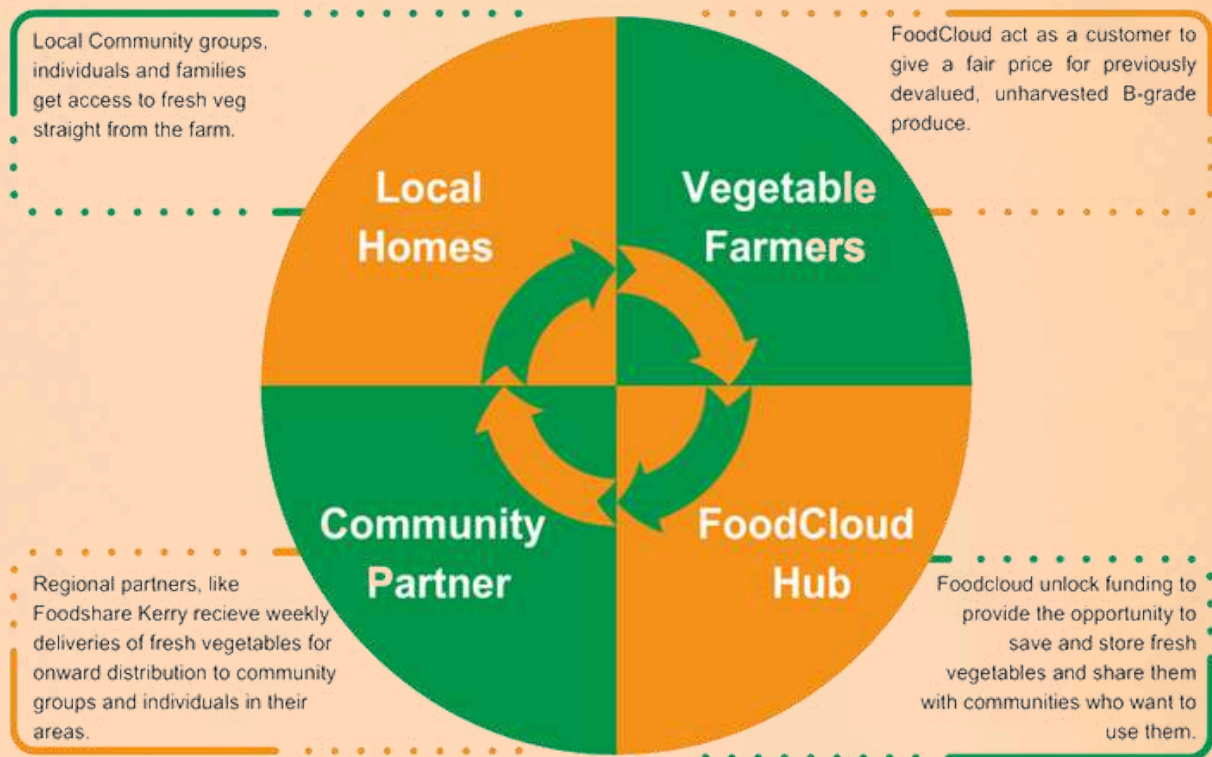 Local Community groups,
individuals and families
get access to fresh veg
straight from the farm.
FoodCloud act as a customer to
give a fair price for previously
devalued, unharvested B-grade
produce.
Local
Homes
Vegetable
Farmers
Community
Partner
FoodCloud
Hub
Regional partners, like
Foodshare Kerry recieve weekly
deliveries of fresh vegetables for
onward distribution to community
groups and individuals in their
areas.
Foodcloud unlock funding to
provide the opportunity to
save and store fresh
vegetables and share them
with communities who want to
use them.